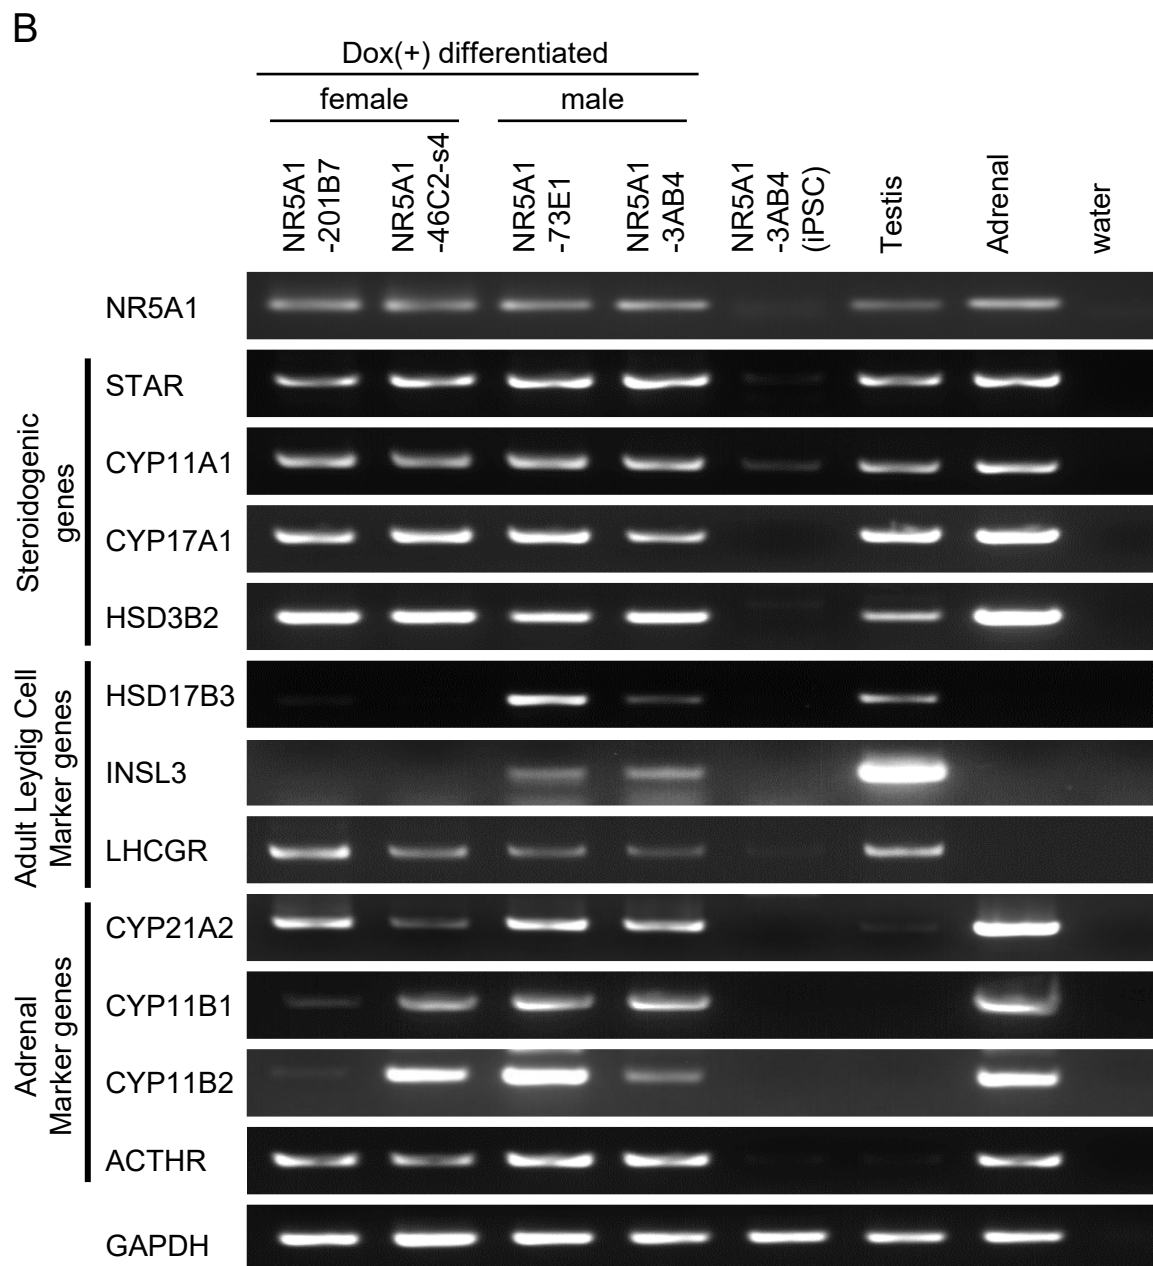 B
Dox(+) differentiated
female
male
NR5A1
-201B7
NR5A1
-46C2-s4
NR5A1
-73E1
NR5A1
-3AB4
NR5A1
-3AB4
(iPSC)
Testis
Adrenal
water
NR5A1
Steroidogenic
genes
STAR
CYP11A1
CYP17A1
HSD3B2
Adult Leydig Cell
Marker genes
HSD17B3
INSL3
LHCGR
Adrenal
Marker genes
CYP21A2
CYP11B1
CYP11B2
ACTHR
GAPDH